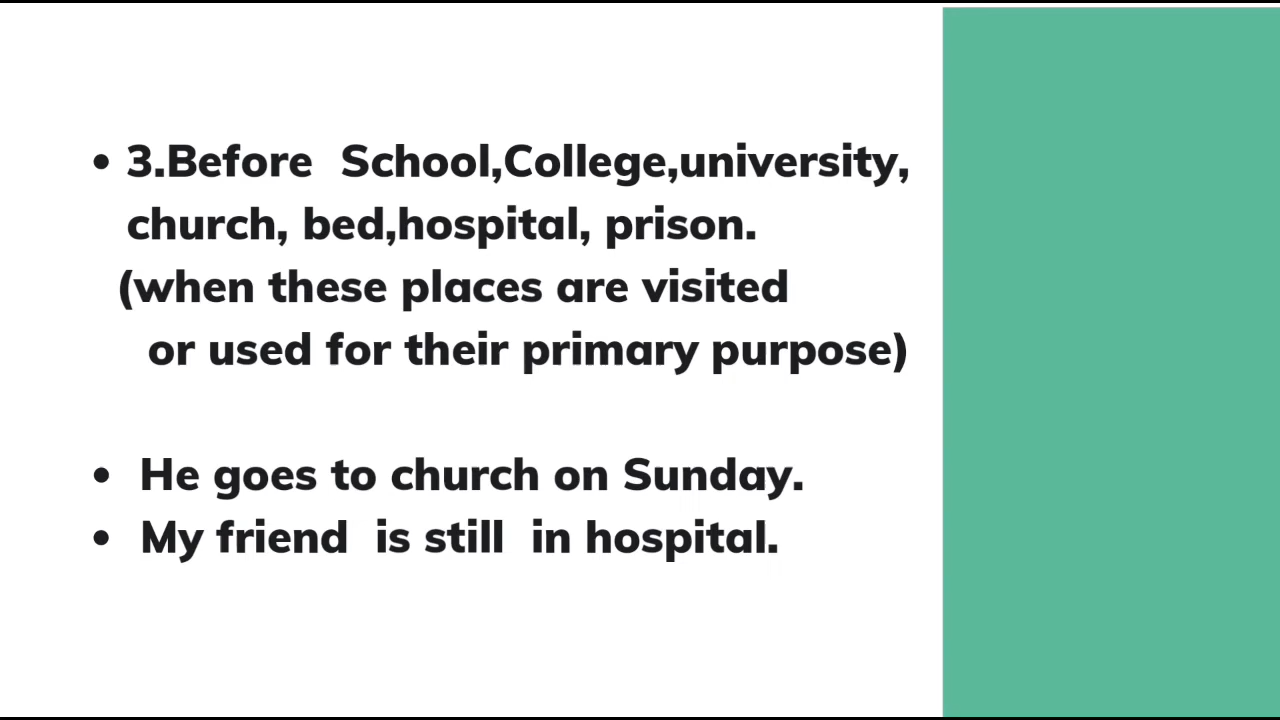 • 3.Before School,College,university,
church, bed,hospital, prison.
(when these places are visited
or used for their primary purpose)
• He goes to church on Sunday.
• My friend is still in hospital.